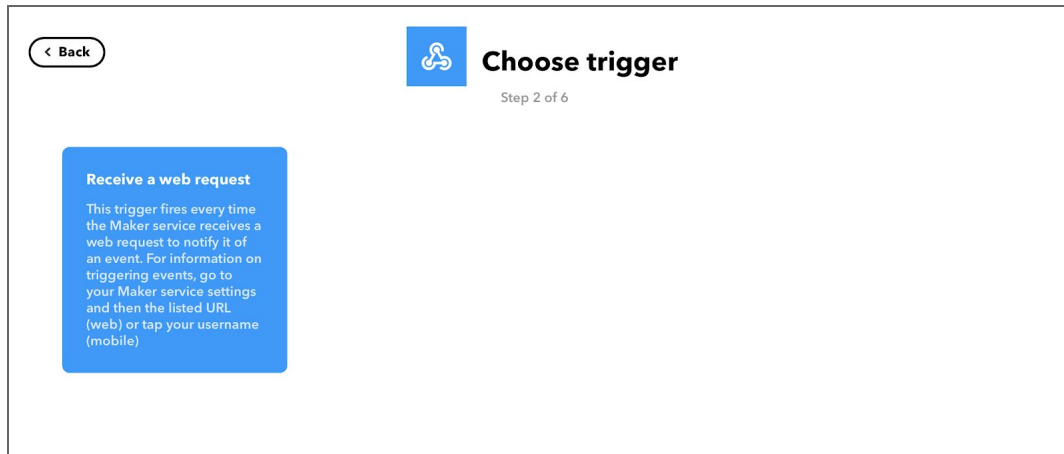 Back
Choose trigger
Step 2 of 6
Receive a web request
This trigger fires every time
the Maker service receives a
web request to notify it of
an event. For information on
triggering events, go to
your Maker service settings
and then the listed URL
(web) or tap your username
(mobile)